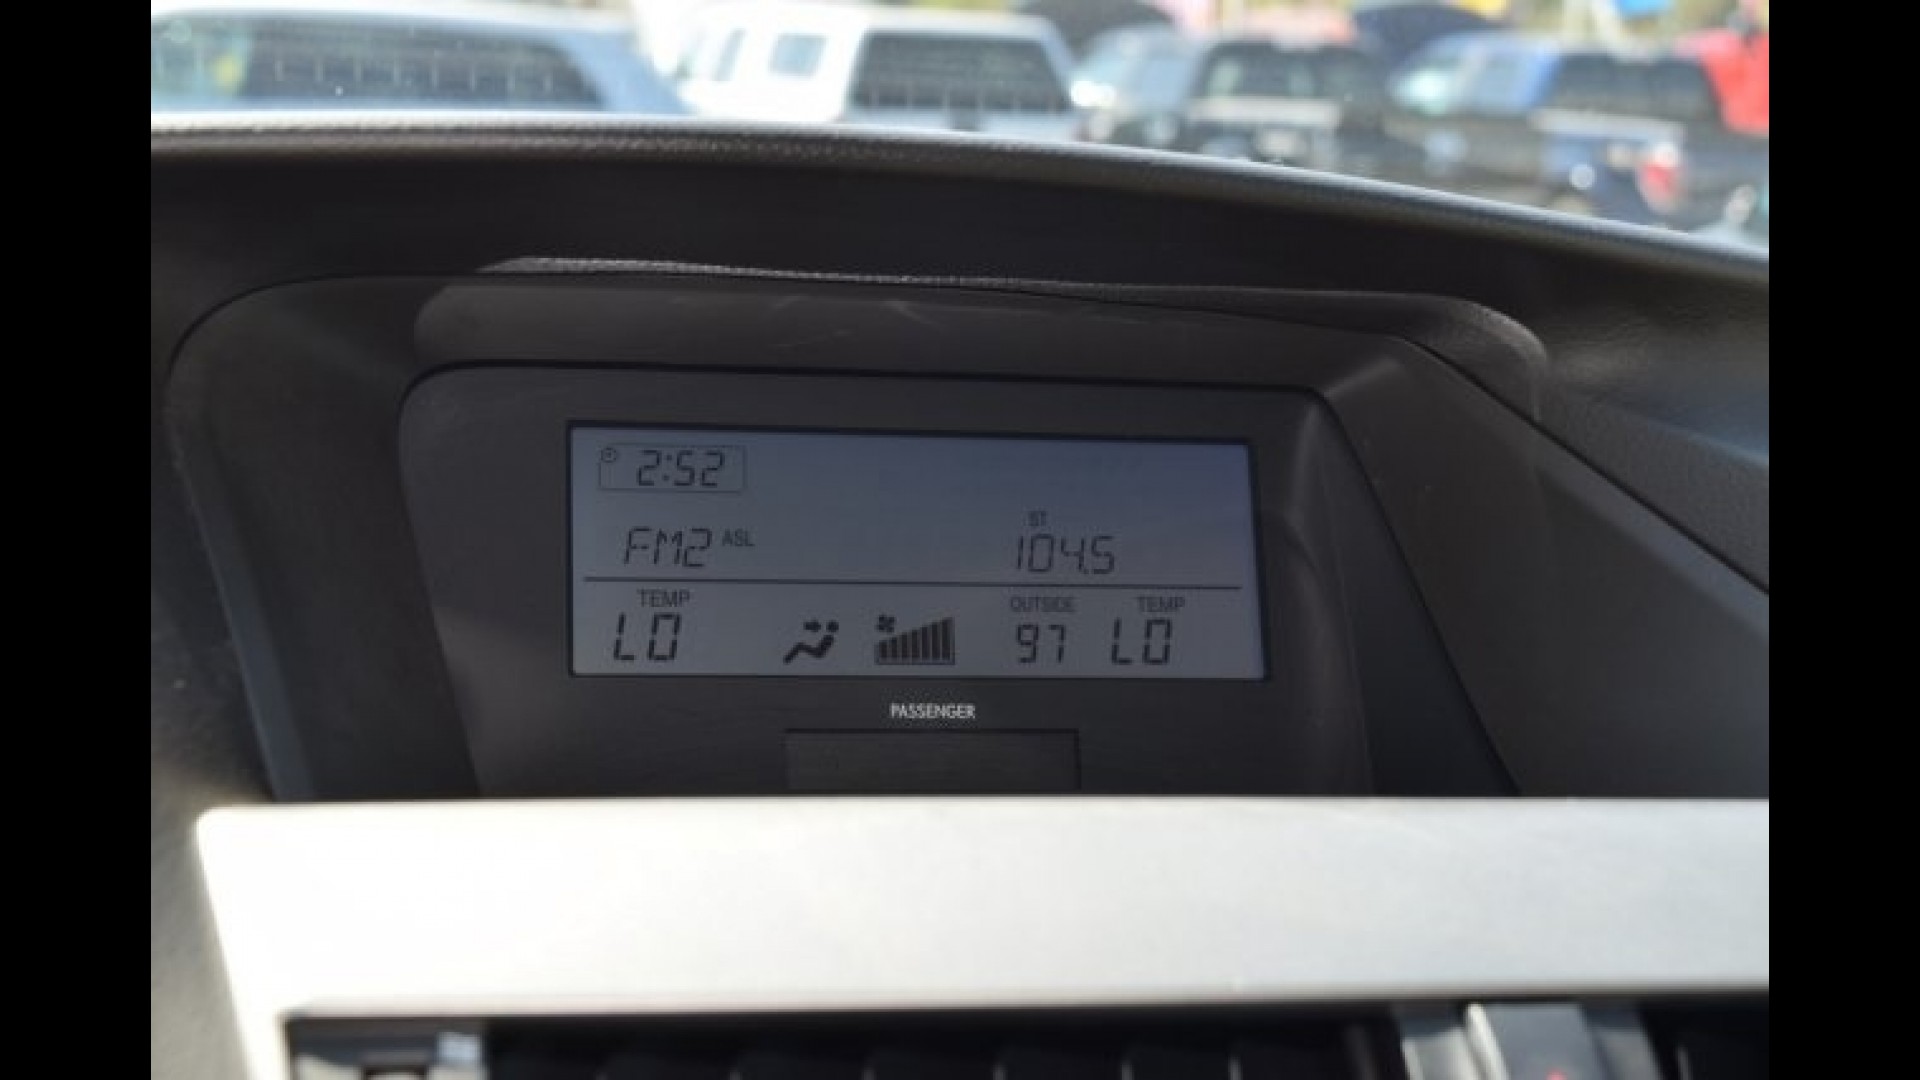 2:52
FM2 ASL ST 104.5
TEMP OUTSIDE TEMP
LO 97 LO
PASSENGER